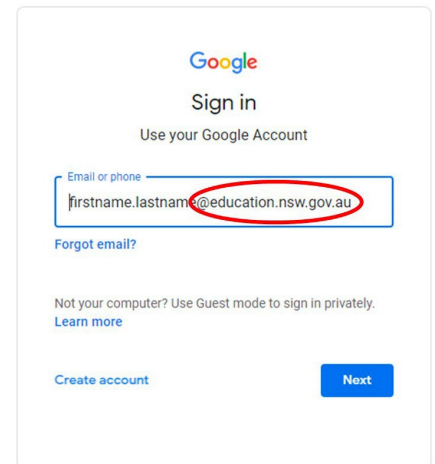 Google
Sign in
Use your Google Account
Email or phone
firstname.lastname@education.nsw.gov.au
Forgot email?
Not your computer? Use Guest mode to sign in privately.
Learn more
Create account
Next